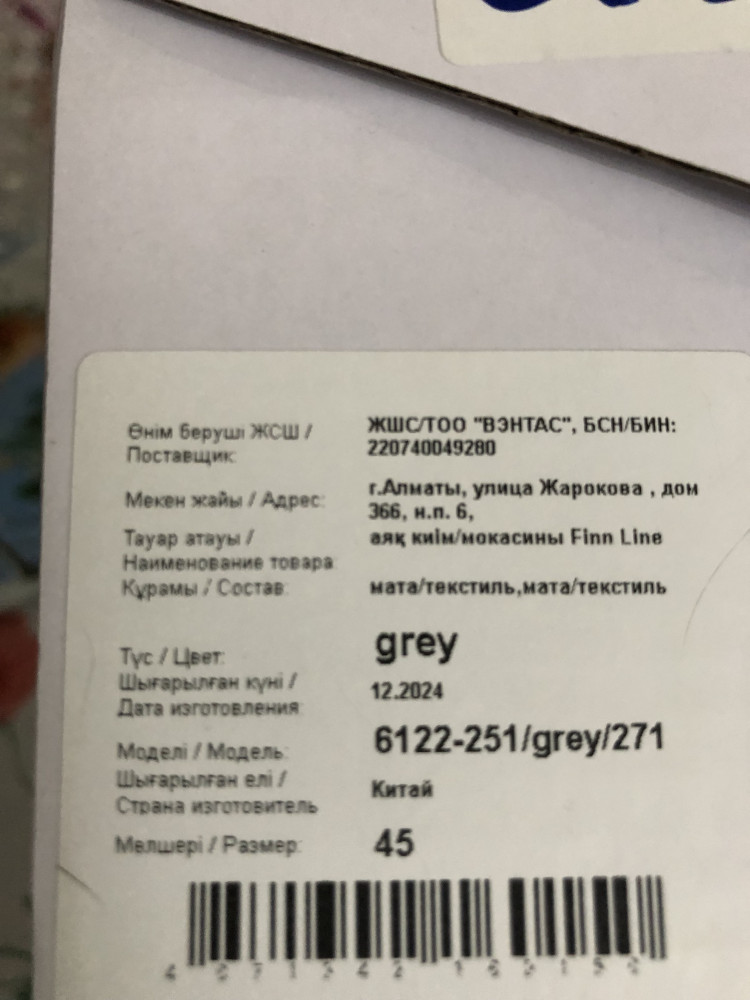 Өнім беруші ЖСШ /
Поставщик:
ЖШС/ТОО "ВЭНТАС", БСН/БИН:
220740049280
Мекен жайы / Адрес:
г.Алматы, улица Жарокова , дом
366, н.п. 6,
Тауар атауы /
Наименование товара:
аяқ киім/мокасины Finn Line
Құрамы / Состав:
мата/текстиль,мата/текстиль
Түс / Цвет:
grey
Шығарылған күні /
Дата изготовления
12.2024
Моделі / Модель:
6122-251/grey/271
Шығарылған елі /
Страна изготовитель
Китай
Мөлшері / Размер:
45